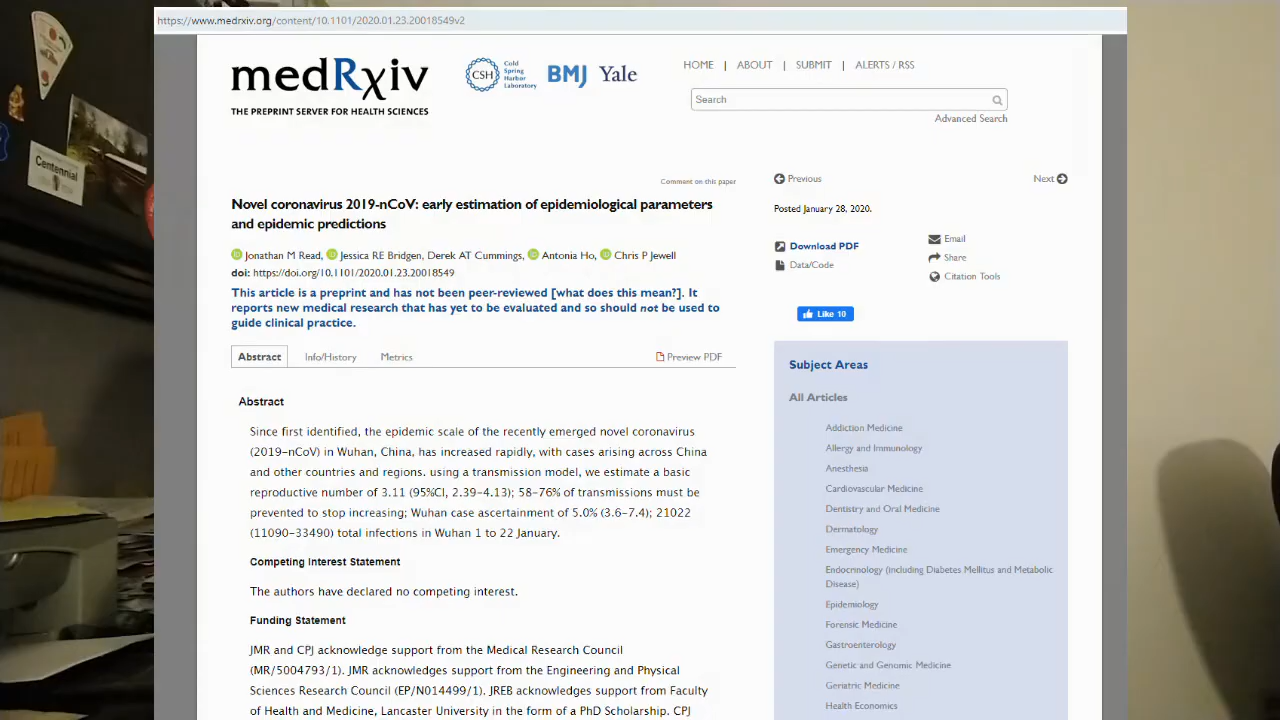 https://www.medrxiv.org/content/10.1101/2020.01.23.20018549v2
medRxiv
THE PREPRINT SERVER FOR HEALTH SCIENCES
CSH
Cold
Spring
Harbor
Laboratory
BMJ
Yale
HOME | ABOUT | SUBMIT | ALERTS / RSS
Search
Advanced Search
Centennial
Comment on this paper
Novel coronavirus 2019-nCoV: early estimation of epidemiological parameters
and epidemic predictions
iD Jonathan M Read, iD Jessica RE Bridgen, Derek AT Cummings, iD Antonia Ho, iD Chris P Jewell
doi: https://doi.org/10.1101/2020.01.23.20018549
This article is a preprint and has not been peer-reviewed [what does this mean?]. It
reports new medical research that has yet to be evaluated and so should not be used to
guide clinical practice.
Abstract
Info/History
Metrics
Preview PDF
Abstract
Since first identified, the epidemic scale of the recently emerged novel coronavirus
(2019-nCoV) in Wuhan, China, has increased rapidly, with cases arising across China
and other countries and regions. using a transmission model, we estimate a basic
reproductive number of 3.11 (95%CI, 2.39-4.13); 58-76% of transmissions must be
prevented to stop increasing; Wuhan case ascertainment of 5.0% (3.6-7.4); 21022
(11090-33490) total infections in Wuhan 1 to 22 January.
Competing Interest Statement
The authors have declared no competing interest.
Funding Statement
JMR and CPJ acknowledge support from the Medical Research Council
(MR/S004793/1). JMR acknowledges support from the Engineering and Physical
Sciences Research Council (EP/N014499/1). JREB acknowledges support from Faculty
of Health and Medicine, Lancaster University in the form of a PhD Scholarship. CPJ
Previous
Next
Posted January 28, 2020.
Download PDF
Data/Code
Email
Share
Citation Tools
Like 10
Subject Areas
All Articles
Addiction Medicine
Allergy and Immunology
Anesthesia
Cardiovascular Medicine
Dentistry and Oral Medicine
Dermatology
Emergency Medicine
Endocrinology (including Diabetes Mellitus and Metabolic
Disease)
Epidemiology
Forensic Medicine
Gastroenterology
Genetic and Genomic Medicine
Geriatric Medicine
Health Economics